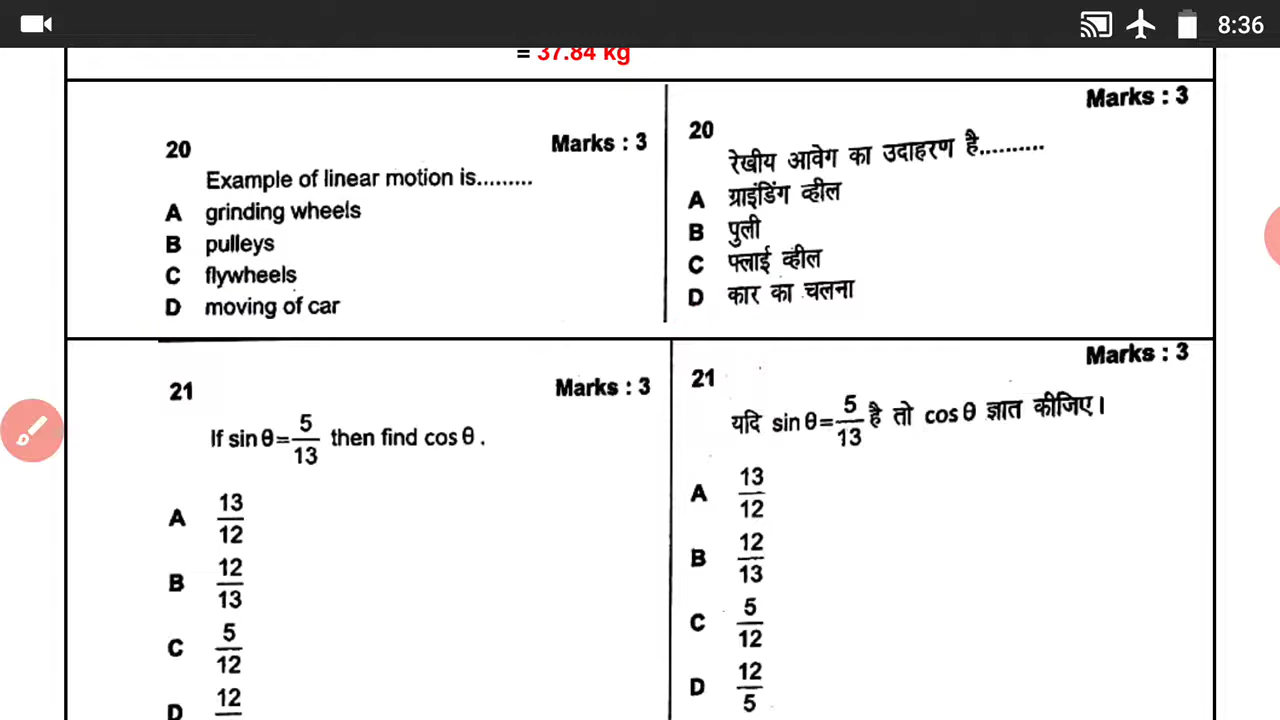 8:36
= 37.84 kg
20
Marks : 3
Example of linear motion is.........
A grinding wheels
B pulleys
C flywheels
D moving of car
Marks : 3
20
रेखीय आवेग का उदाहरण है..........
A ग्राइंडिंग व्हील
B पुली
C फ्लाई व्हील
D कार का चलना
21
Marks : 3
If sin θ = 5/13 then find cos θ .
A 13/12
B 12/13
C 5/12
D 12
Marks : 3
21
यदि sin θ = 5/13 है तो cos θ ज्ञात कीजिए।
A 13/12
B 12/13
C 5/12
D 12/5